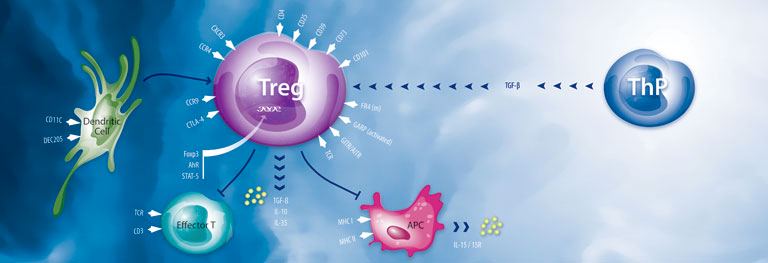 CXCR3
CD4
CD25
CD39
CD73
CCR4
CD103
Treg
TGF-β
ThP
CCR9
FR4 (m)
CD11C
Dendritic
Cell
CTLA-4
GARP (activated)
DEC205
GITR/AITR
TCR
Foxp3
AhR
STAT-5
TGF-β
IL-10
IL-35
TCR
CD3
Effector T
MHC I
MHC II
APC
IL-15 / 15R